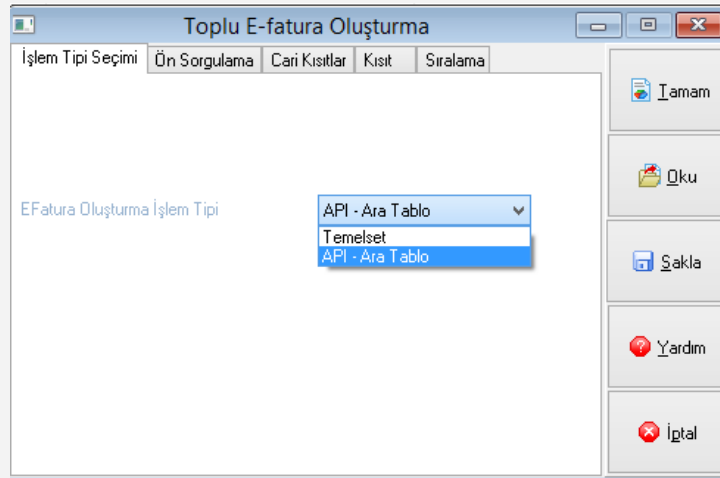 Toplu E-fatura Oluşturma
İşlem Tipi Seçimi Ön Sorgulama Cari Kısıtlar Kısıt Sıralama
Tamam
Oku
EFatura Oluşturma İşlem Tipi API - Ara Tablo
Temelset
API - Ara Tablo
Sakla
Yardım
İptal